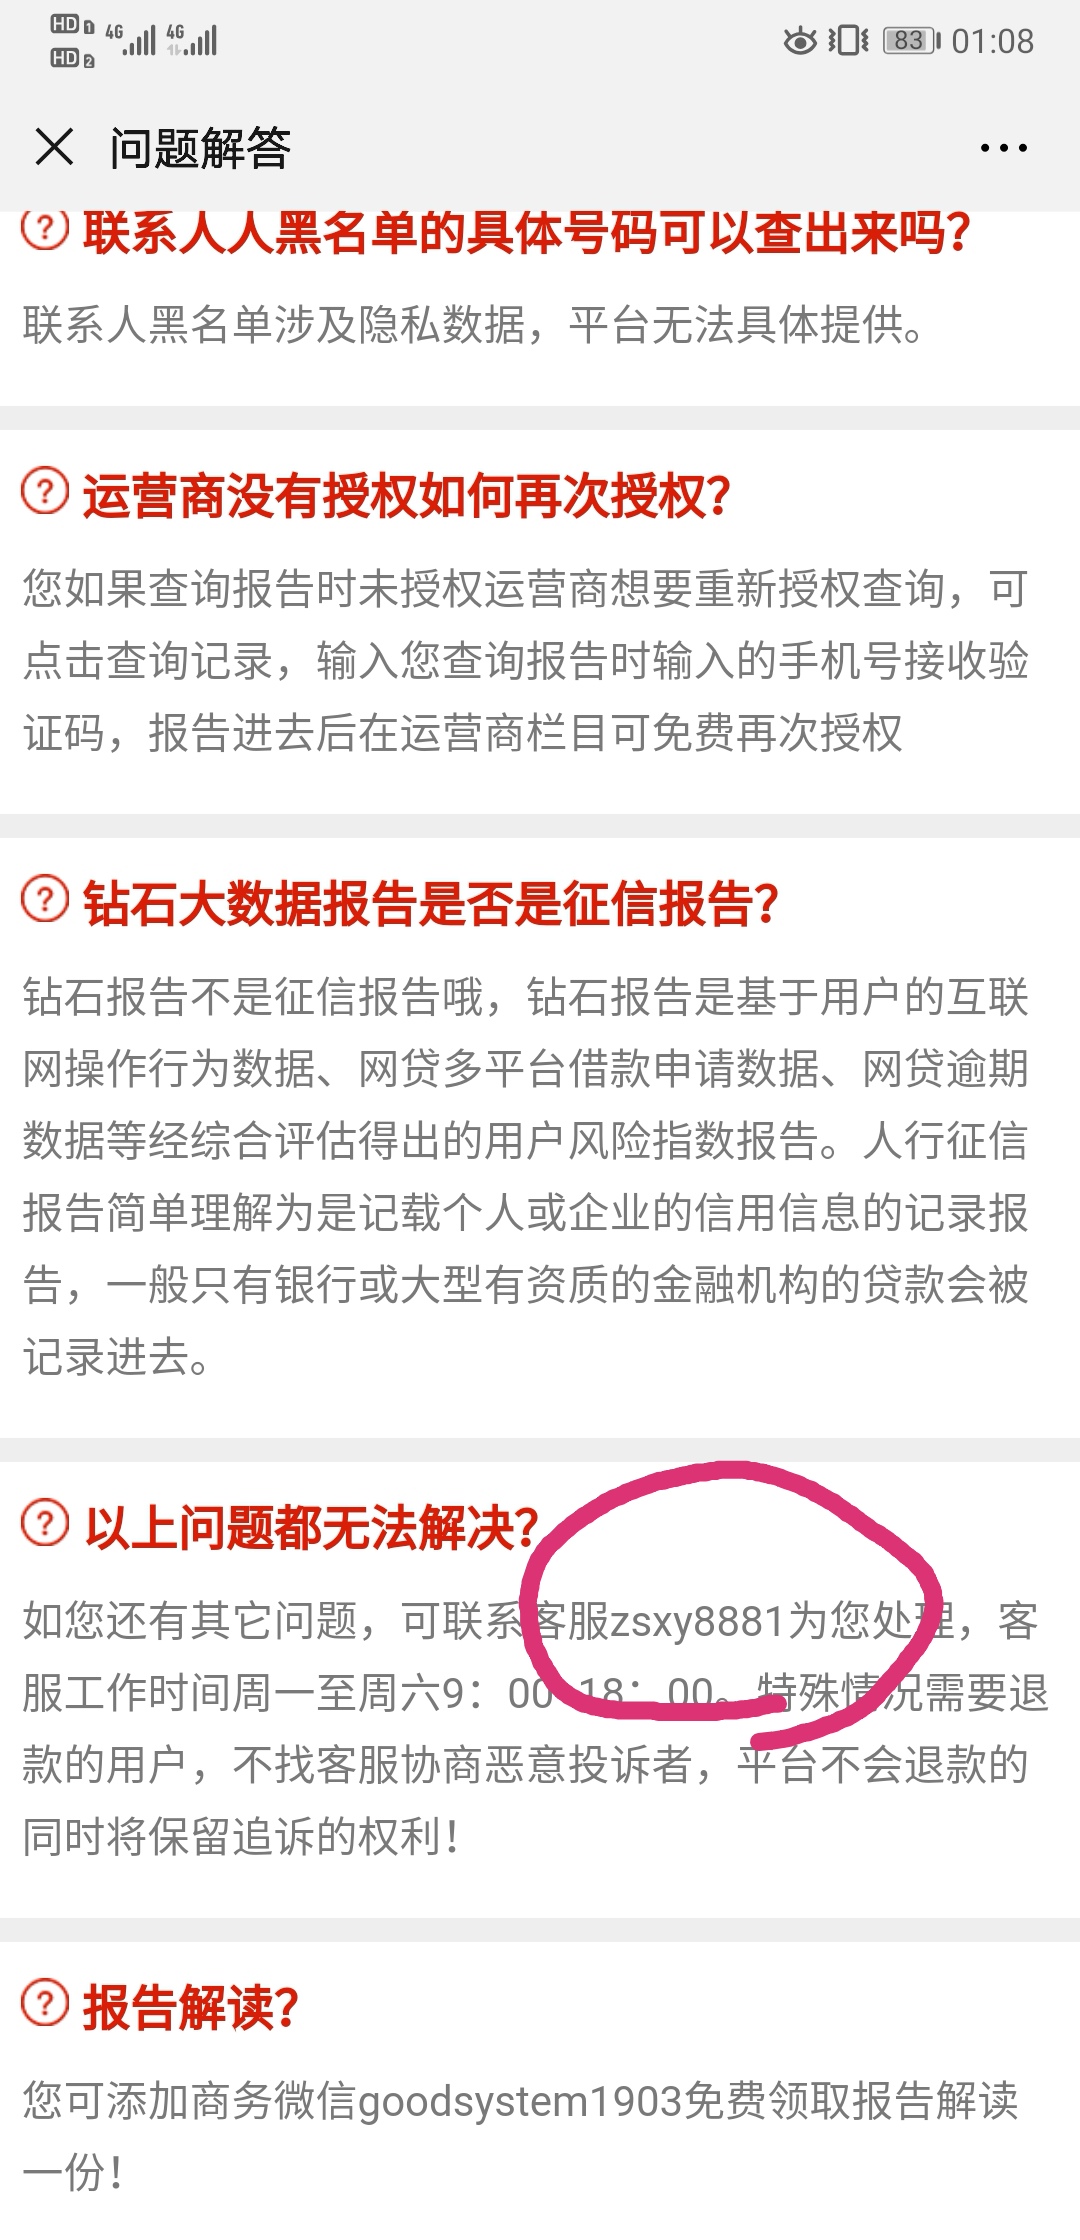 HD 1 4G 4G
HD 2
83 01:08
问题解答
联系人人黑名单的具体号码可以查出来吗?
联系人黑名单涉及隐私数据，平台无法具体提供。
运营商没有授权如何再次授权?
您如果查询报告时未授权运营商想要重新授权查询，可
点击查询记录，输入您查询报告时输入的手机号接收验
证码，报告进去后在运营商栏目可免费再次授权
钻石大数据报告是否是征信报告?
钻石报告不是征信报告哦，钻石报告是基于用户的互联
网操作行为数据、网贷多平台借款申请数据、网贷逾期
数据等经综合评估得出的用户风险指数报告。人行征信
报告简单理解为是记载个人或企业的信用信息的记录报
告，一般只有银行或大型有资质的金融机构的贷款会被
记录进去。
以上问题都无法解决?
如您还有其它问题，可联系客服zsxy8881为您处理，客
服工作时间周一至周六9：00-18：00。特殊情况需要退
款的用户，不找客服协商恶意投诉者，平台不会退款的
同时将保留追诉的权利！
报告解读?
您可添加商务微信goodsystem1903免费领取报告解读
一份！